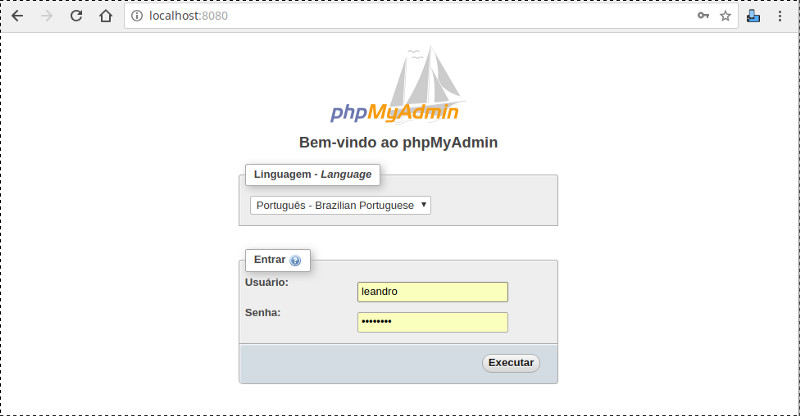 localhost:8080
phpMyAdmin
Bem-vindo ao phpMyAdmin
Linguagem - Language
Português - Brazilian Portuguese
Entrar
Usuário:
leandro
Senha:
••••••••
Executar